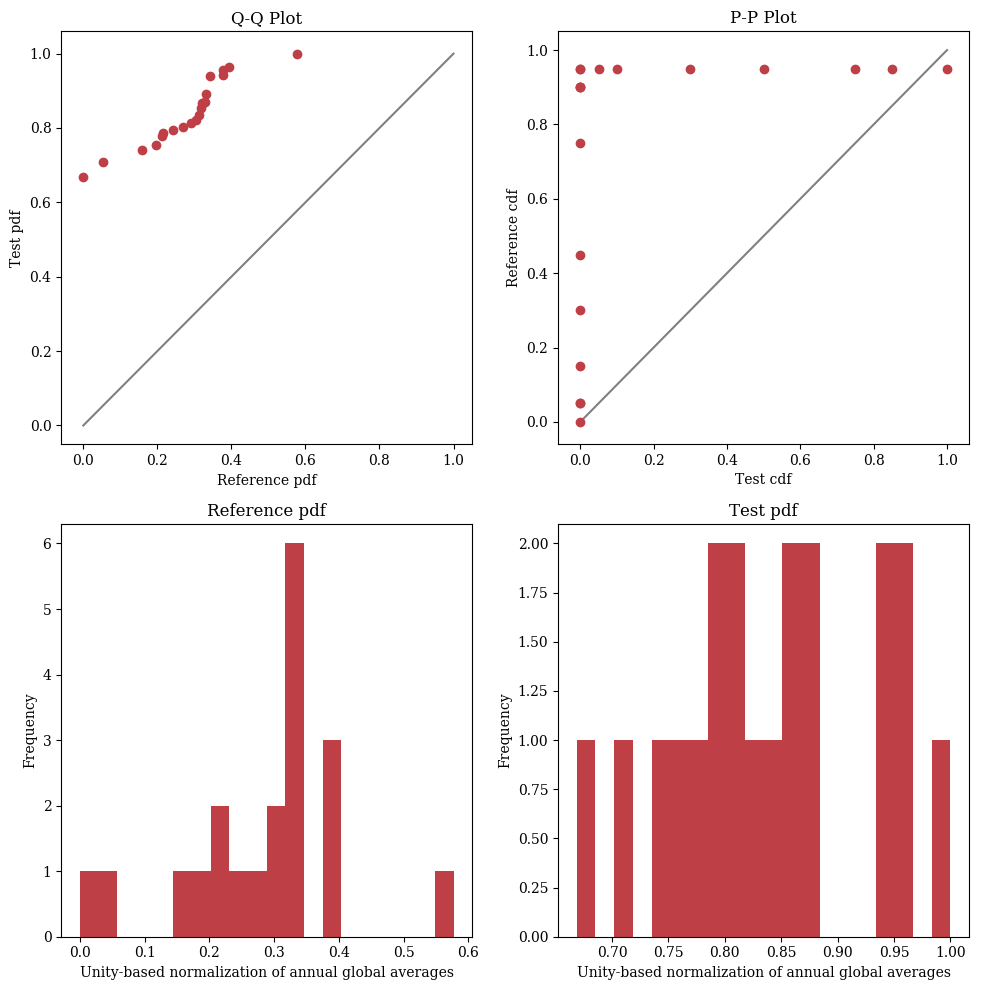 Q-Q Plot
1.0
0.8
0.6
0.4
0.2
0.0
Test pdf
0.0 0.2 0.4 0.6 0.8 1.0
Reference pdf
P-P Plot
1.0
0.8
0.6
0.4
0.2
0.0
Reference cdf
0.0 0.2 0.4 0.6 0.8 1.0
Test cdf
Reference pdf
6
5
4
3
2
1
0
Frequency
0.0 0.1 0.2 0.3 0.4 0.5 0.6
Unity-based normalization of annual global averages
Test pdf
2.00
1.75
1.50
1.25
1.00
0.75
0.50
0.25
0.00
Frequency
0.70 0.75 0.80 0.85 0.90 0.95 1.00
Unity-based normalization of annual global averages